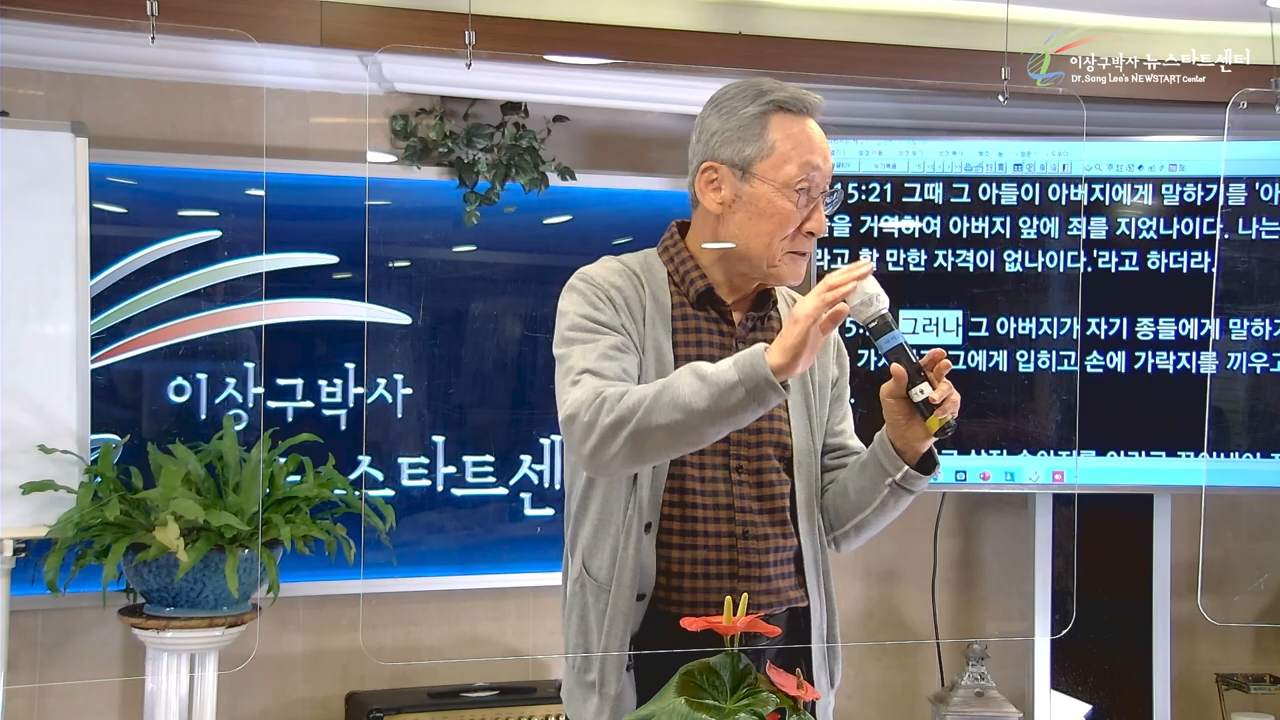 이상구박사 뉴스타트센터
Dr. Sang Lee's NEWSTART Center
5:21 그때 그 아들이 아버지에게 말하기를 '아
을 거역하여 아버지 앞에 죄를 지었나이다. 나는
라고 할 만한 자격이 없나이다.'라고 하더라.
그러나 그 아버지가 자기 종들에게 말하기
그에게 입히고 손에 가락지를 끼우고
이상구박사
스타트센